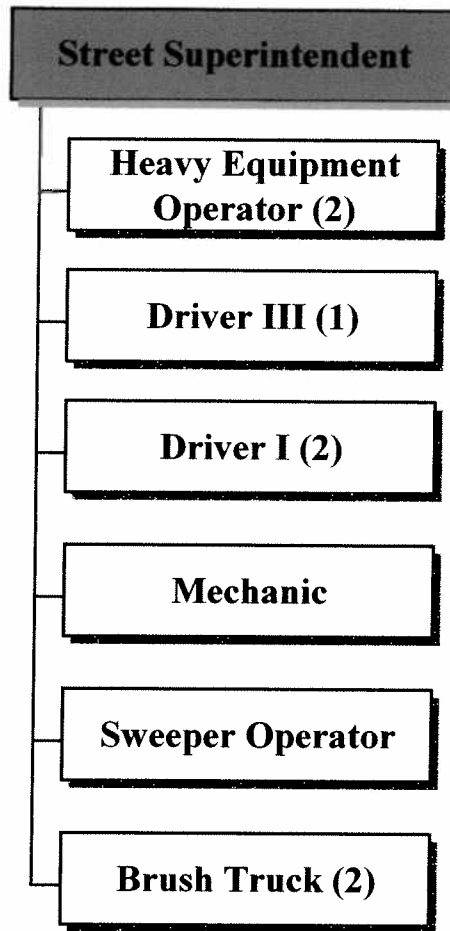 Street Superintendent
Heavy Equipment
Operator (2)
Driver III (1)
Driver I (2)
Mechanic
Sweeper Operator
Brush Truck (2)